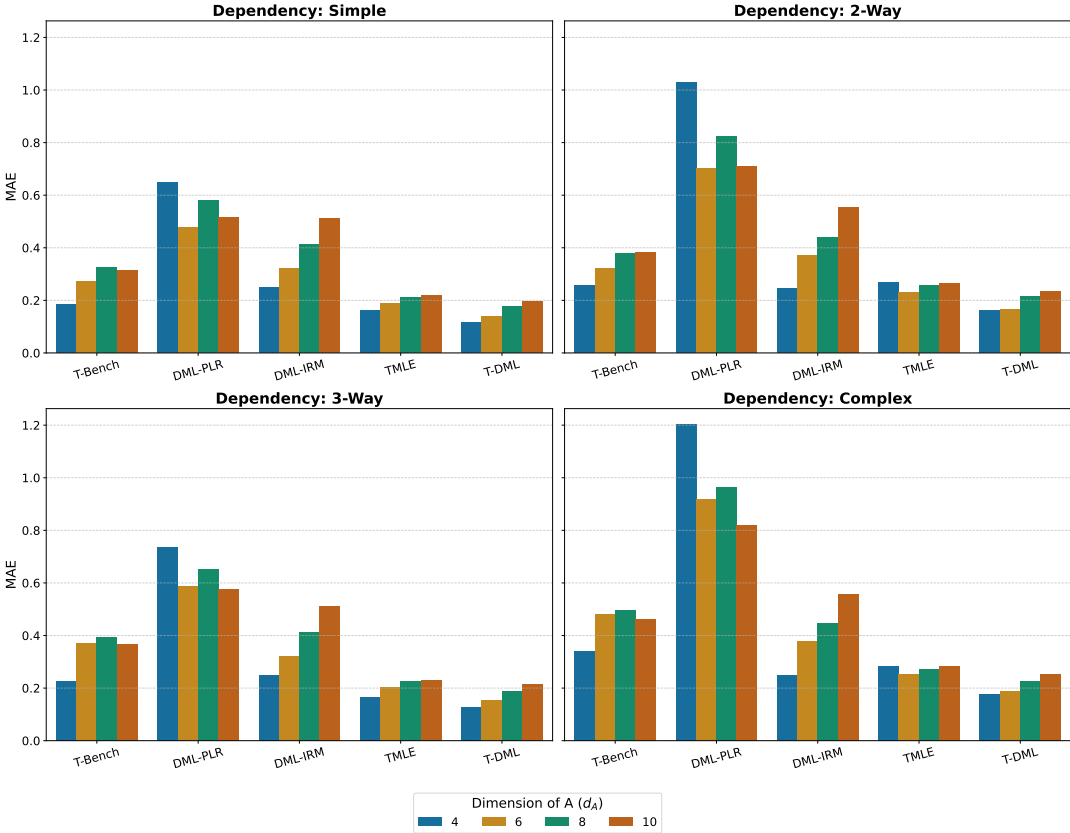 Dependency: Simple
Dependency: 2-Way
MAE
1.2
1.0
0.8
0.6
0.4
0.2
0.0
T-Bench DML-PLR DML-IRM TMLE T-DML
T-Bench DML-PLR DML-IRM TMLE T-DML
Dependency: 3-Way
Dependency: Complex
MAE
1.2
1.0
0.8
0.6
0.4
0.2
0.0
T-Bench DML-PLR DML-IRM TMLE T-DML
T-Bench DML-PLR DML-IRM TMLE T-DML
Dimension of A (d_A)
4 6 8 10